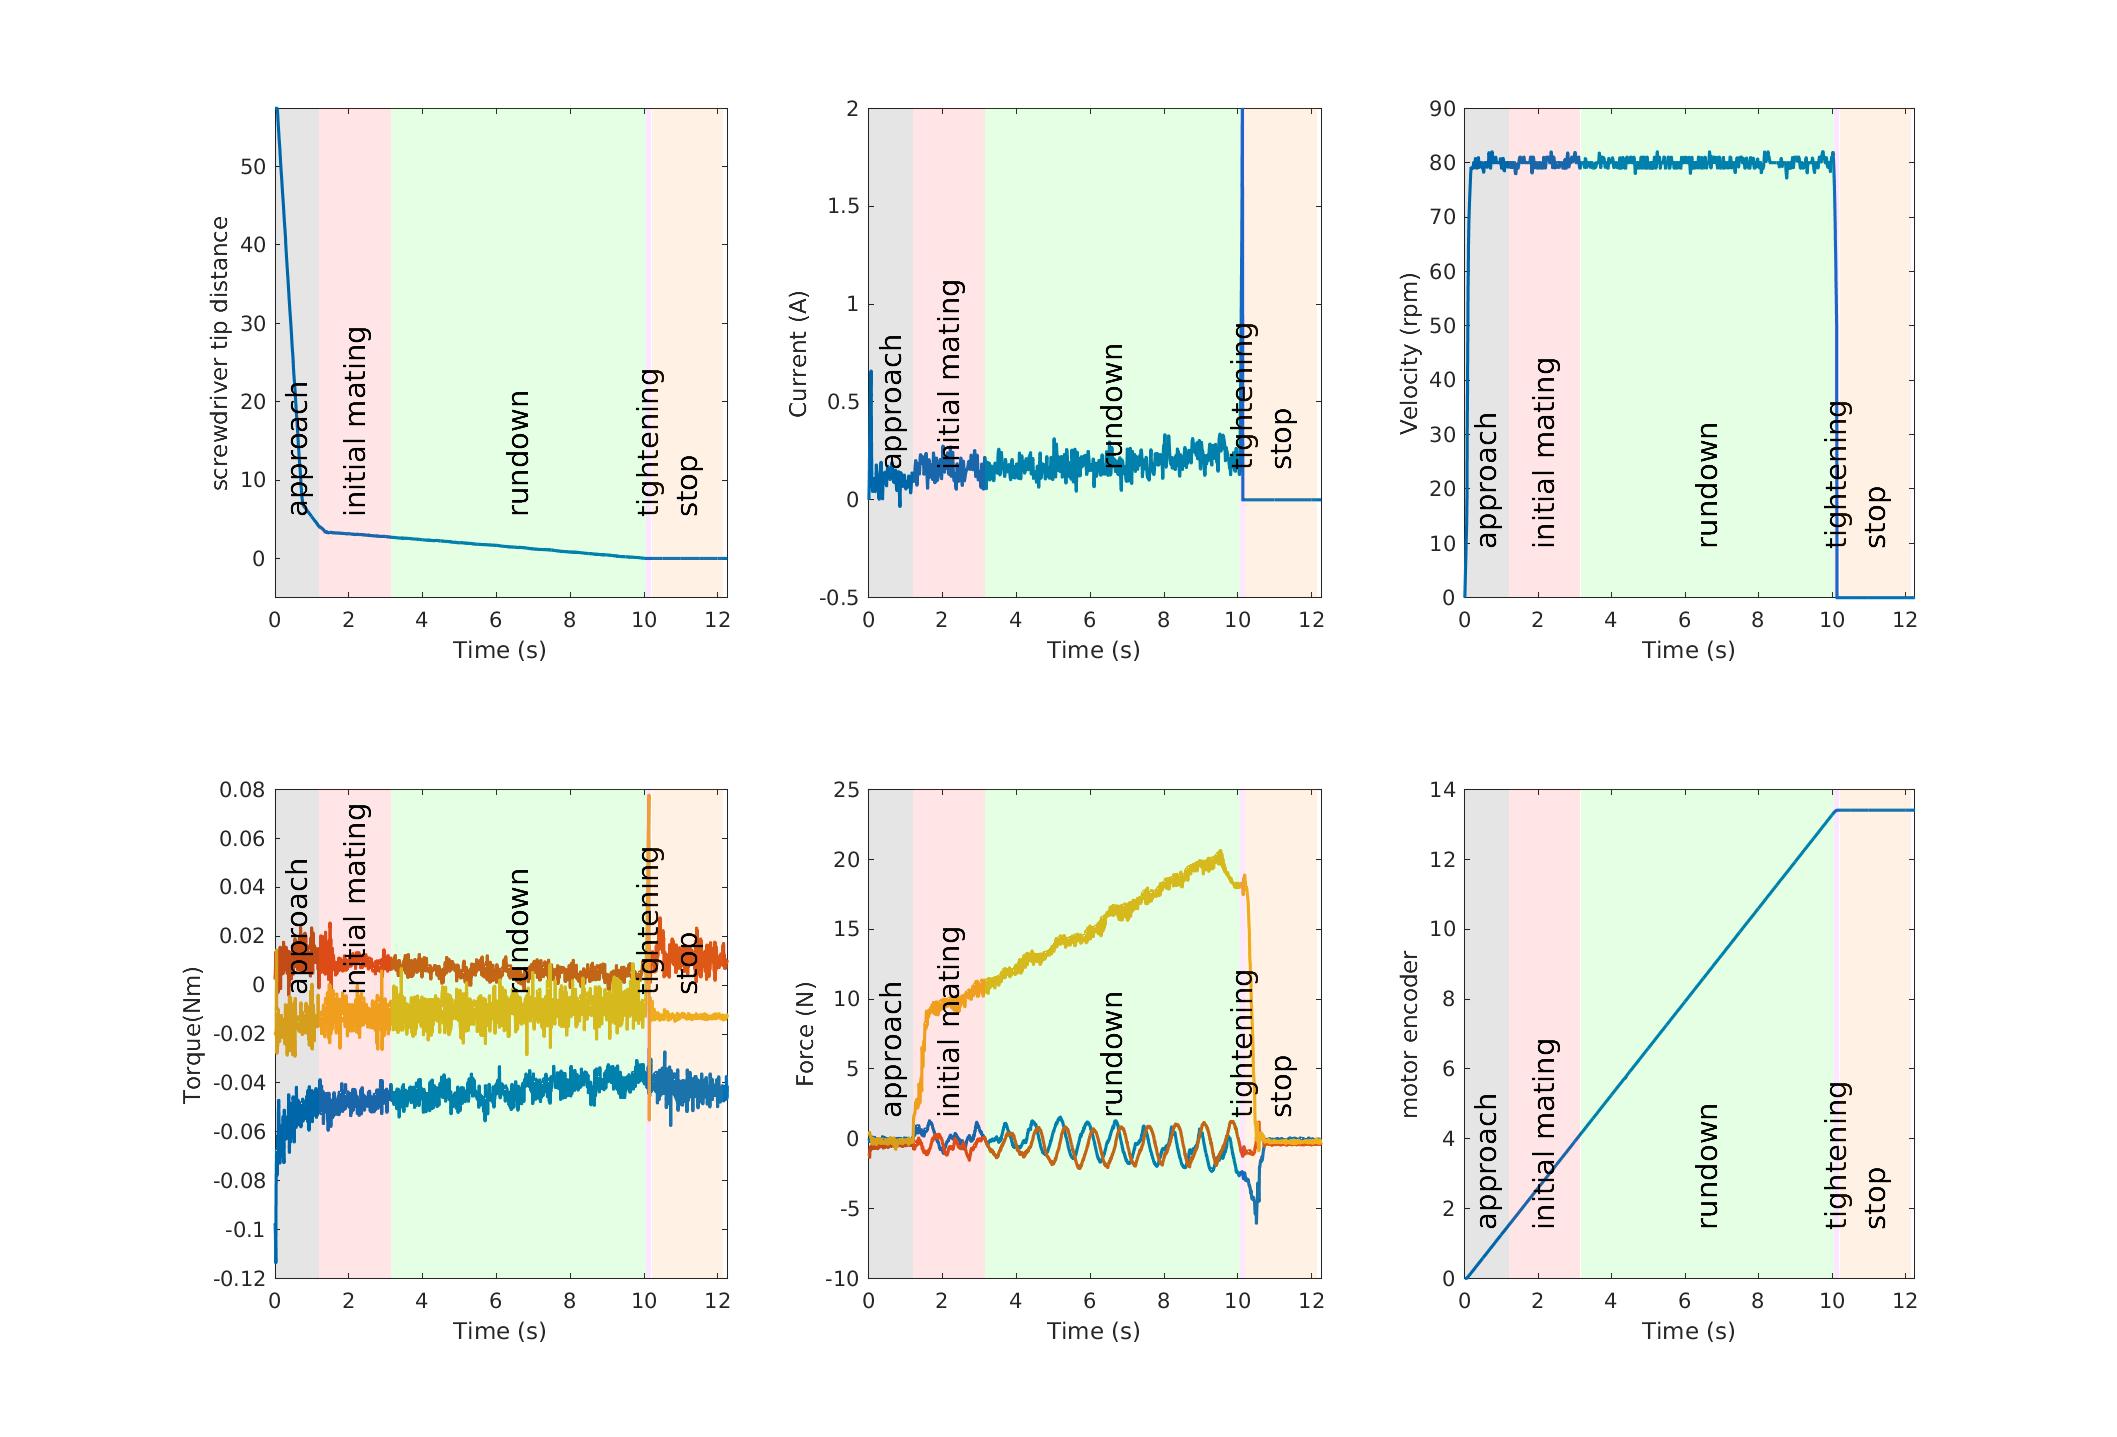 screwdriver tip distance
50
40
30
20
10
0
approach
initial mating
rundown
tightening
stop
0 2 4 6 8 10 12
Time (s)
Current (A)
2
1.5
1
0.5
0
-0.5
approach
initial mating
rundown
tightening
stop
0 2 4 6 8 10 12
Time (s)
Velocity (rpm)
90
80
70
60
50
40
30
20
10
0
approach
initial mating
rundown
tightening
stop
0 2 4 6 8 10 12
Time (s)
Torque(Nm)
0.08
0.06
0.04
0.02
0
-0.02
-0.04
-0.06
-0.08
-0.1
-0.12
approach
initial mating
rundown
tightening
stop
0 2 4 6 8 10 12
Time (s)
Force (N)
25
20
15
10
5
0
-5
-10
approach
initial mating
rundown
tightening
stop
0 2 4 6 8 10 12
Time (s)
motor encoder
14
12
10
8
6
4
2
0
approach
initial mating
rundown
tightening
stop
0 2 4 6 8 10 12
Time (s)